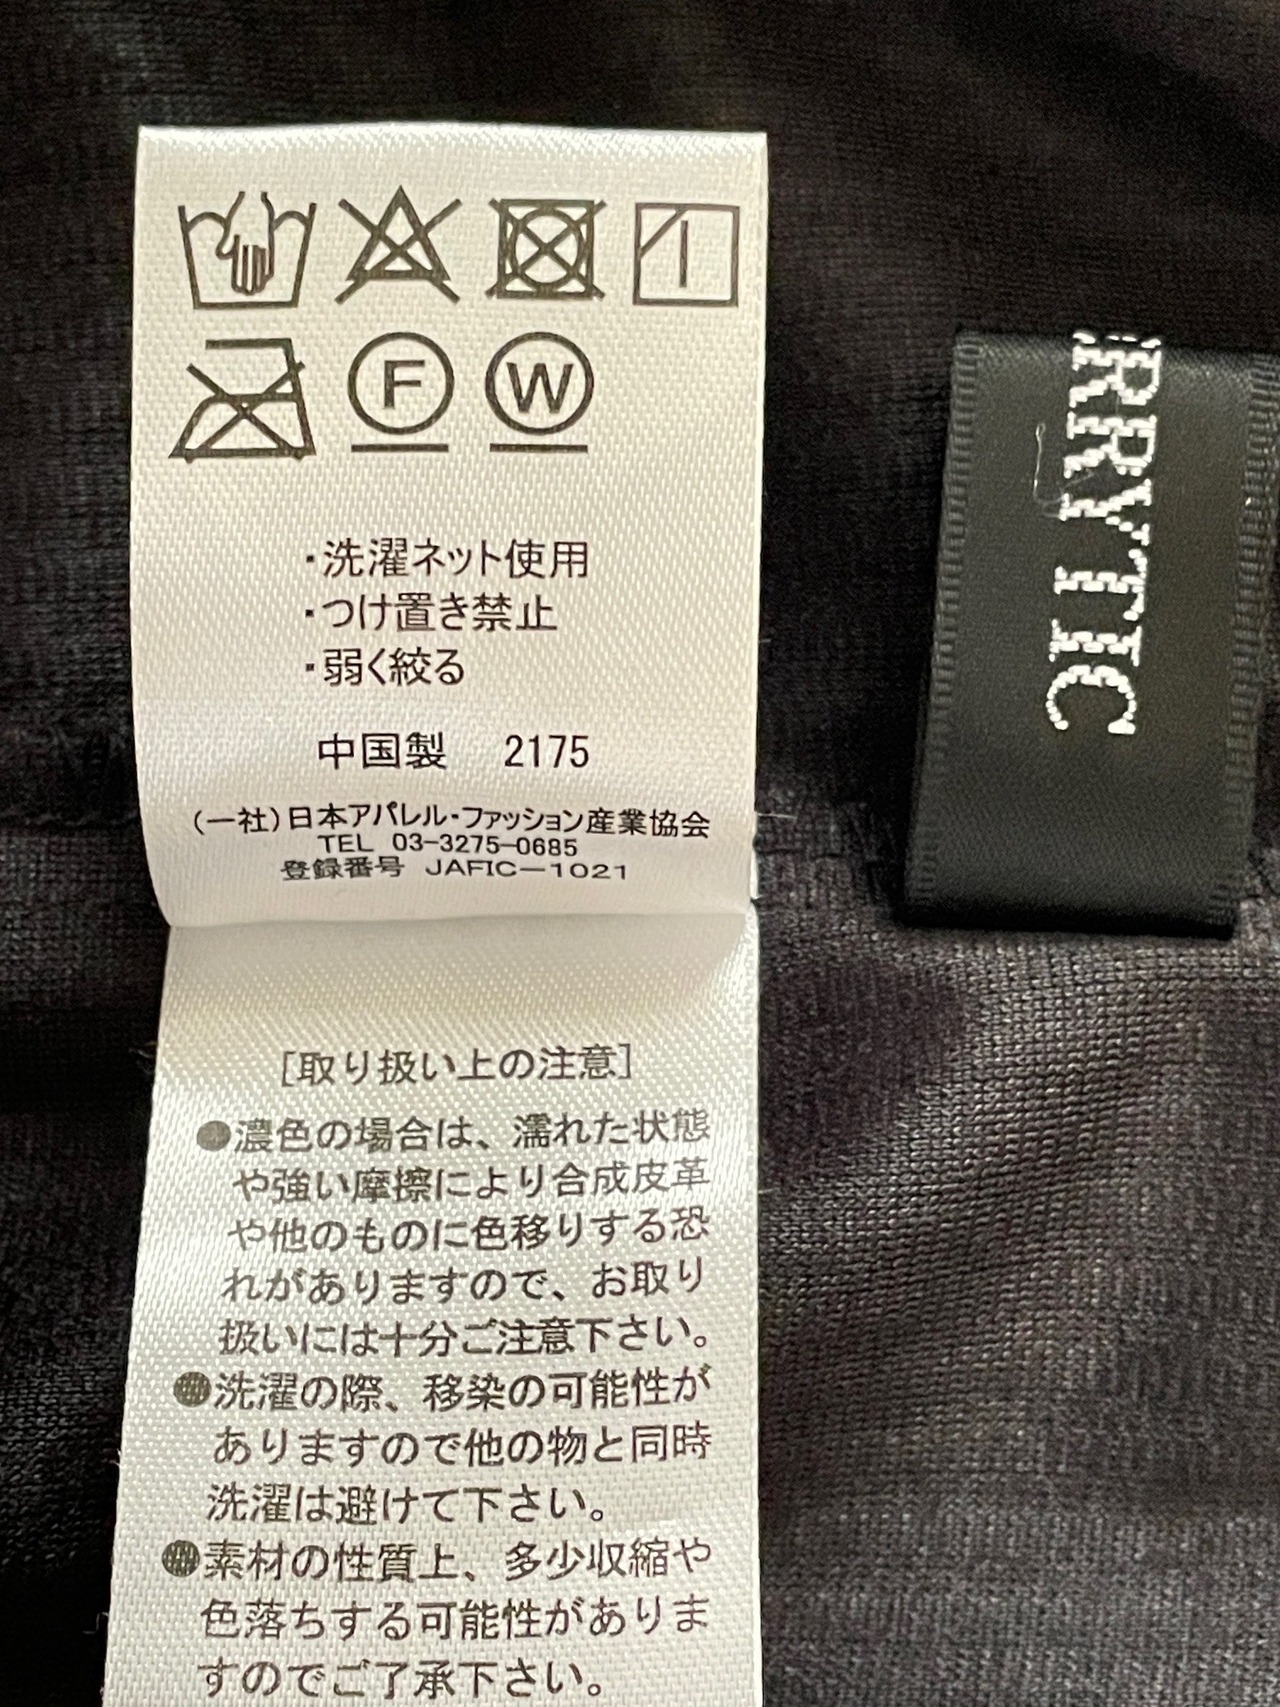 F W
・洗濯ネット使用
・つけ置き禁止
・弱く絞る
中国製 2175
(一社)日本アパレル・ファッション産業協会
TEL 03-3275-0685
登録番号 JAFIC-1021
[取り扱い上の注意]
●濃色の場合は、濡れた状態
や強い摩擦により合成皮革
や他のものに色移りする恐
れがありますので、お取り
扱いには十分ご注意下さい。
●洗濯の際、移染の可能性が
ありますので他の物と同時
洗濯は避けて下さい。
●素材の性質上、多少収縮や
色落ちする可能性がありま
すのでご了承下さい。
RRYTIC